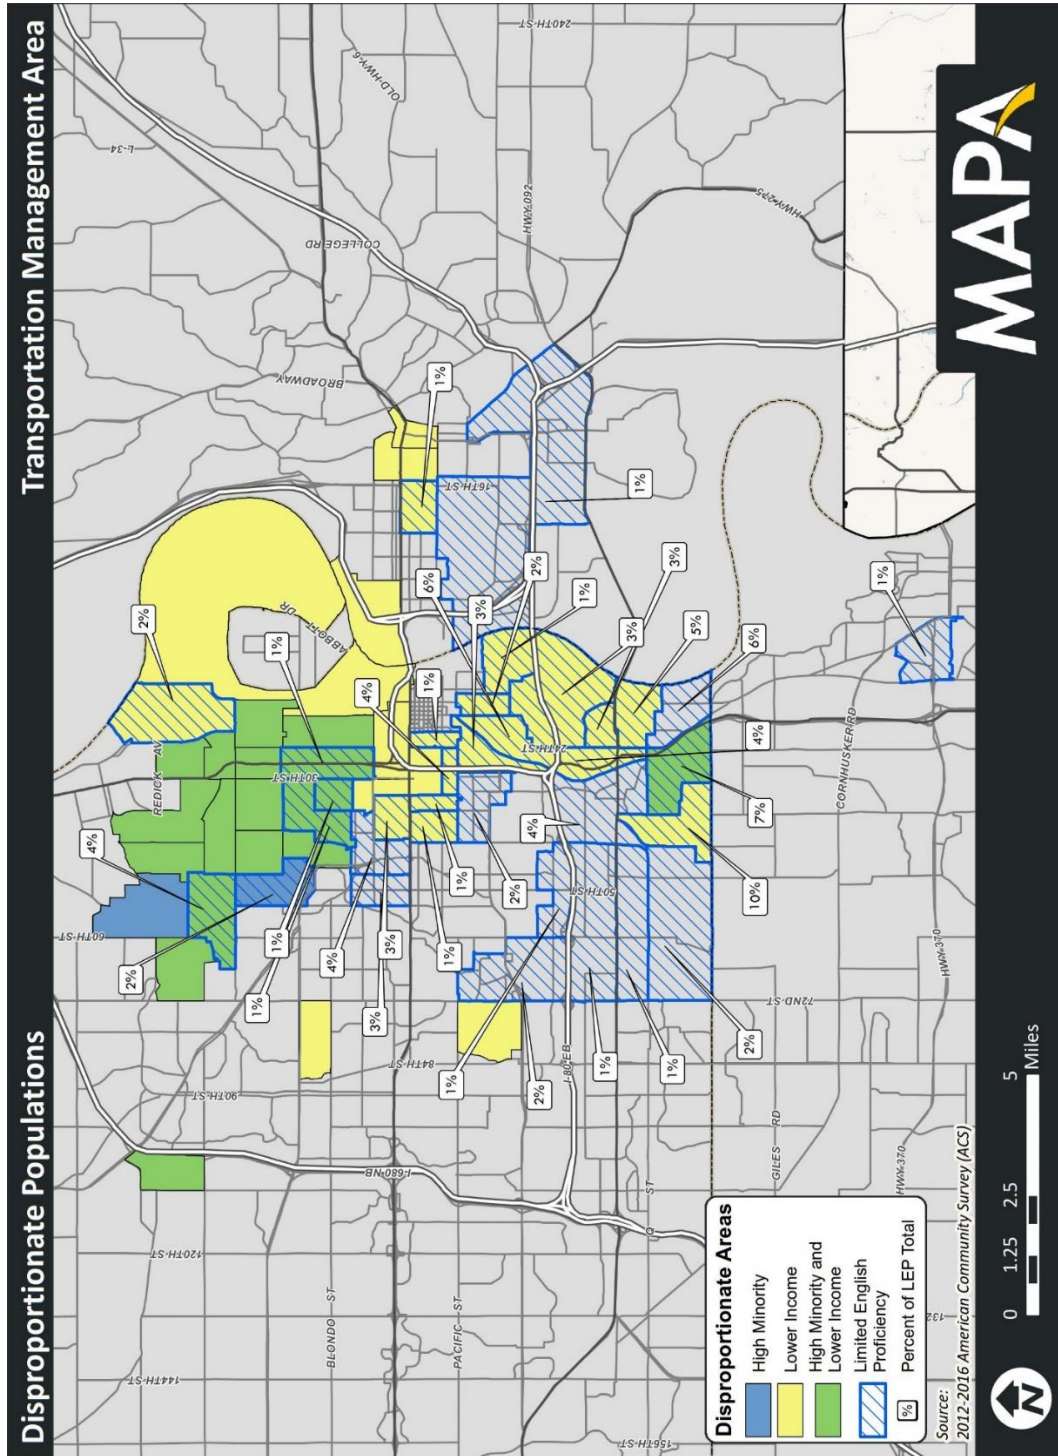 Disproportionate Populations
Transportation Management Area
L-34
4%
2%
2%
REDICK AV
60TH ST
90TH ST
120TH ST
144TH ST
1%
1%
1%
30TH ST
ABBOTT DR
BROADWAY
COLLEGE RD
OLD HWY 6
BLONDO ST
4%
3%
3%
4%
84TH ST
I-680 NB
1%
1%
1%
6%
16TH ST
PACIFIC ST
1%
1%
3%
2%
4%
2%
2%
HWY 092
240TH ST
I-80 EB
24TH ST
50TH ST
1%
1%
3%
1%
3%
Q ST
1%
5%
2%
10%
7%
4%
6%
72ND ST
156TH ST
HWY 275
GILES RD
CORNHUSKER RD
1%
HWY 370
HWY 370
132
Disproportionate Areas
High Minority
Lower Income
High Minority and
Lower Income
Limited English
Proficiency
% Percent of LEP Total
Source:
2012-2016 American Community Survey (ACS)
N
0 1.25 2.5 5
Miles
MAPA